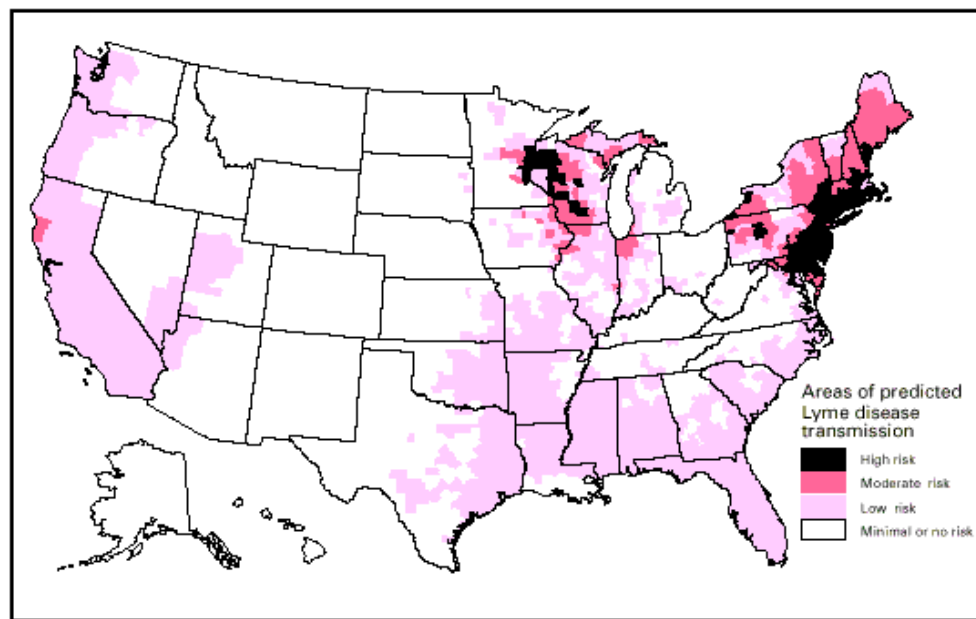 Areas of predicted
Lyme disease
transmission
High risk
Moderate risk
Low risk
Minimal or no risk